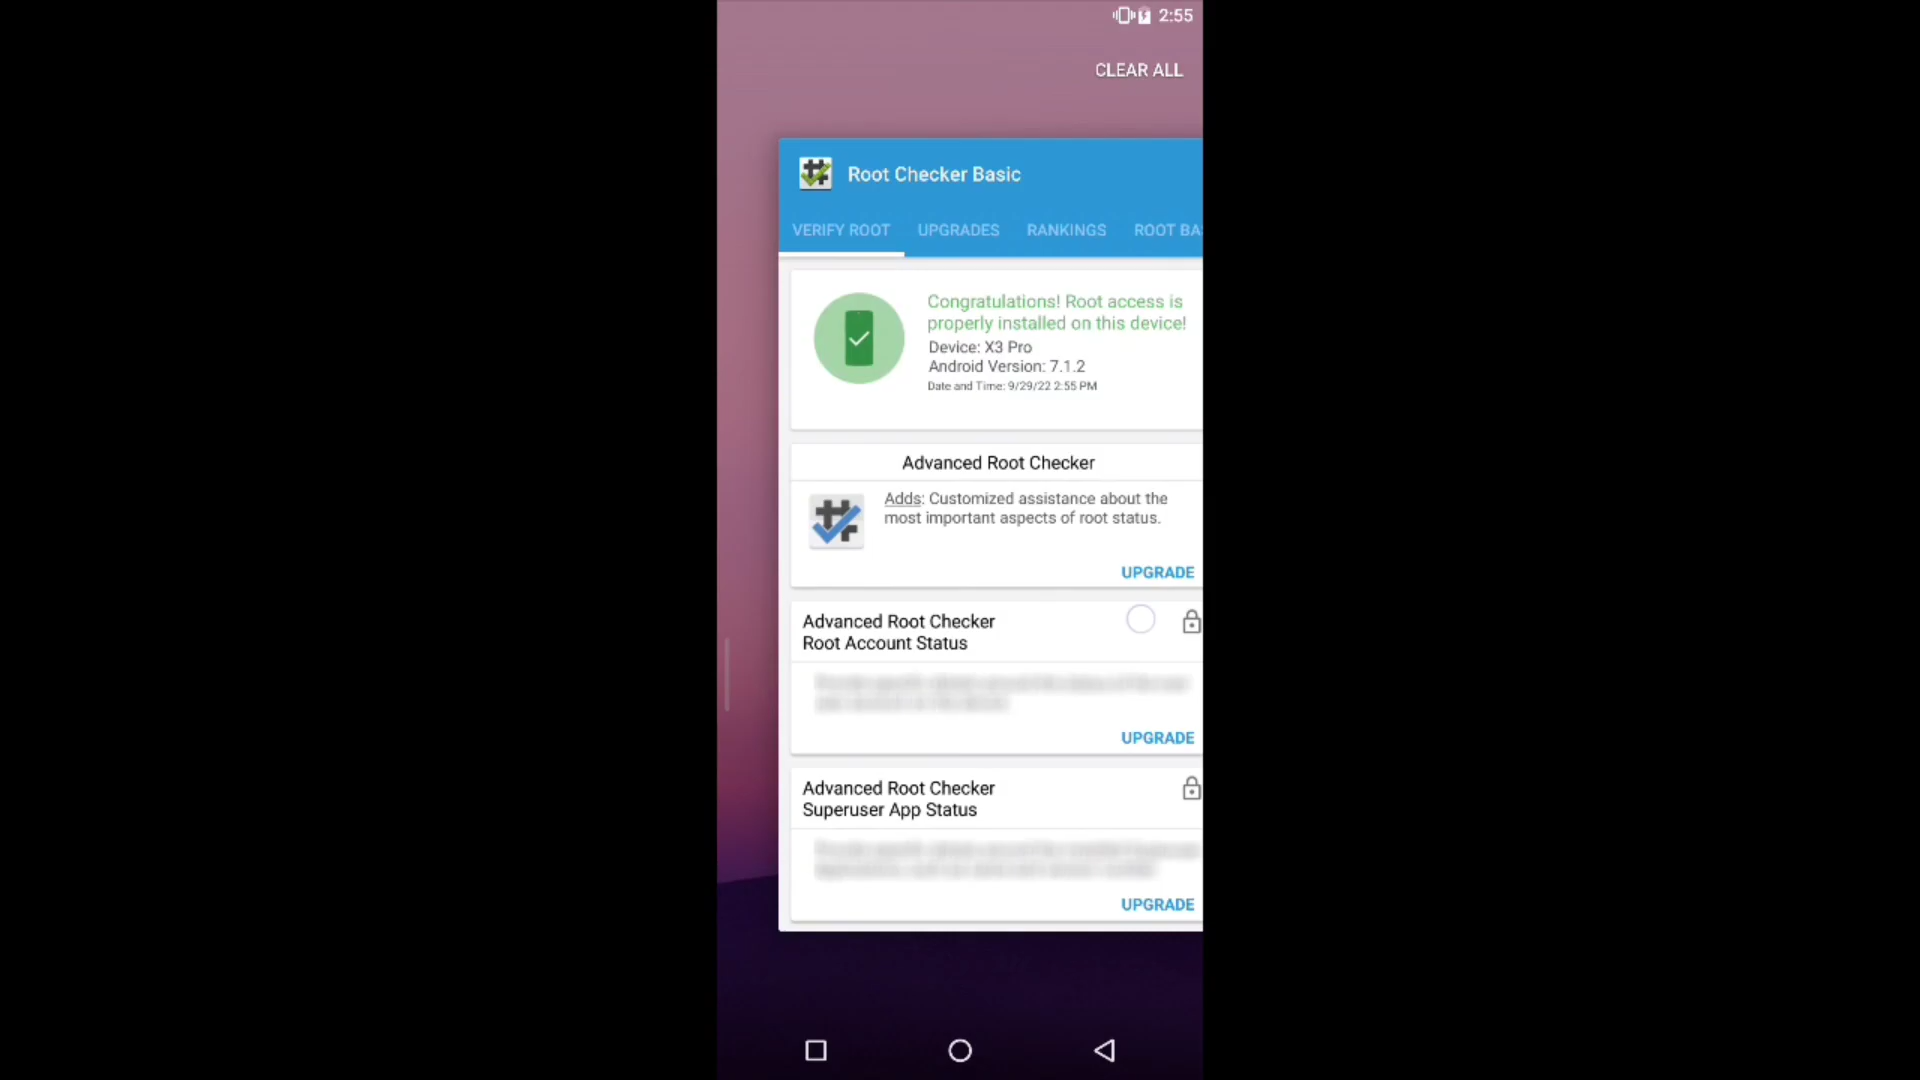 2:55
CLEAR ALL
Root Checker Basic
VERIFY ROOT
UPGRADES
RANKINGS
ROOT BA
Congratulations! Root access is
properly installed on this device!
Device: X3 Pro
Android Version: 7.1.2
Date and Time: 9/29/22 2:55 PM
Advanced Root Checker
Adds: Customized assistance about the
most important aspects of root status.
UPGRADE
Advanced Root Checker
Root Account Status
UPGRADE
Advanced Root Checker
Superuser App Status
UPGRADE